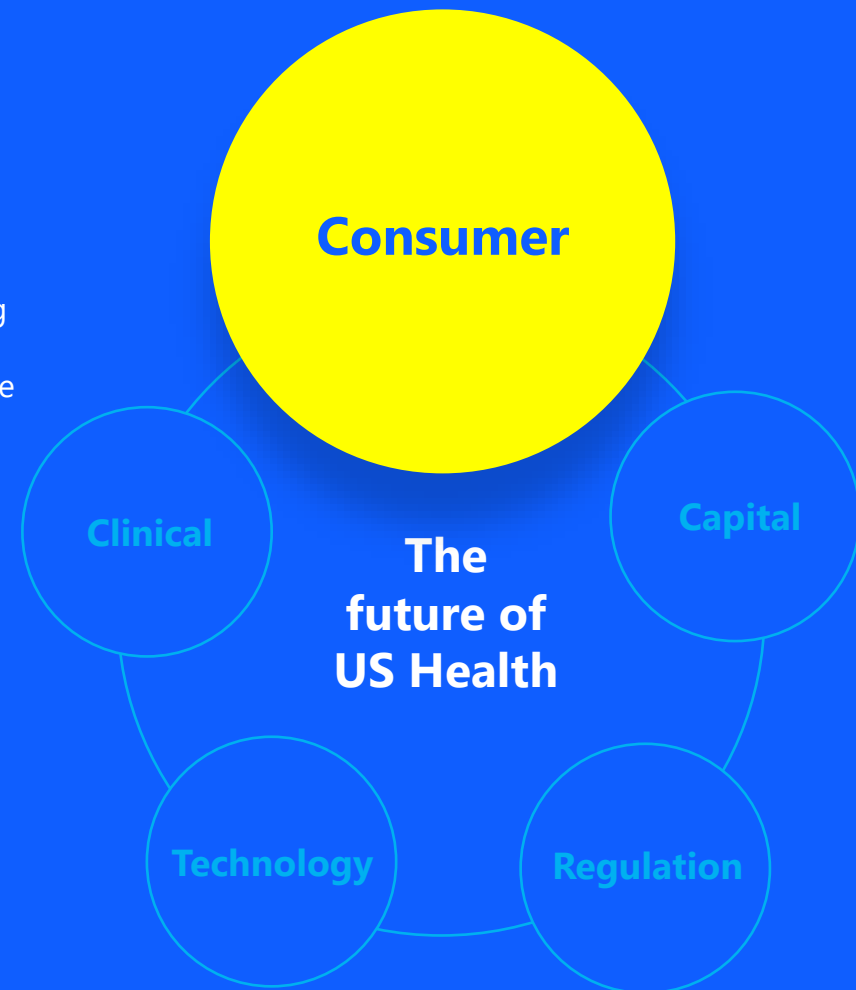 Consumer
g
e
Clinical
Capital
The
future of
US Health
Technology
Regulation